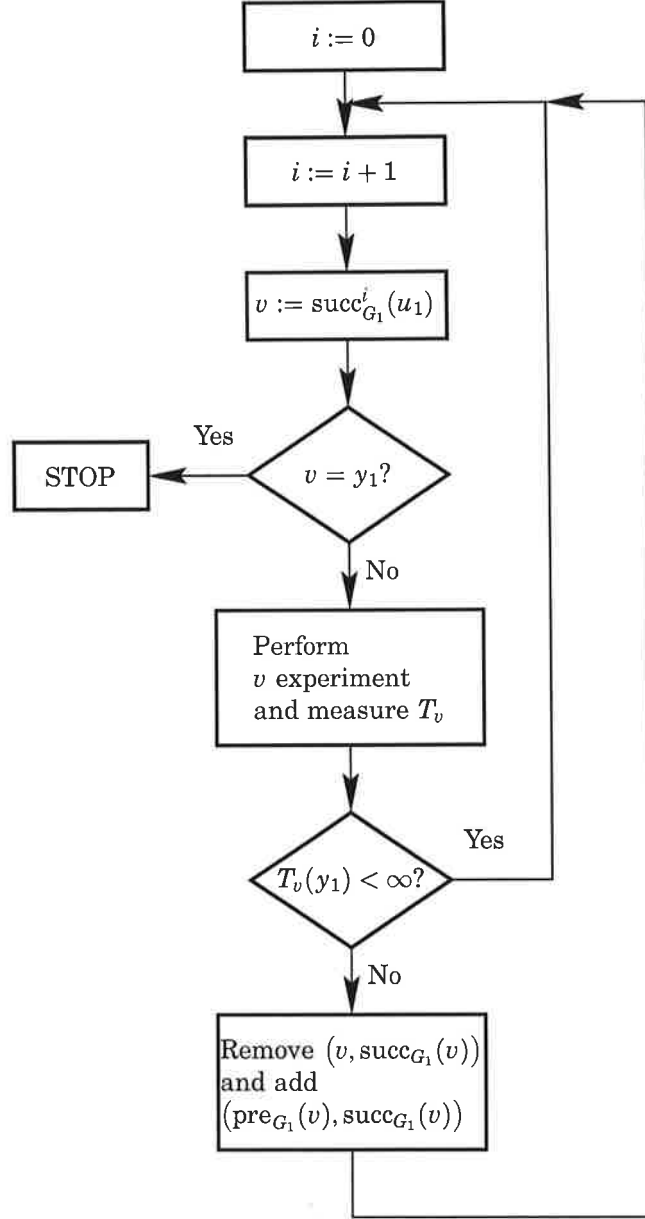 i := 0
i := i + 1
v := succ^i_{G_1}(u_1)
Yes
STOP
v = y_1?
No
Perform
v experiment
and measure T_v
Yes
T_v(y_1) < ∞?
No
Remove (v, succ_{G_1}(v))
and add
(pre_{G_1}(v), succ_{G_1}(v))